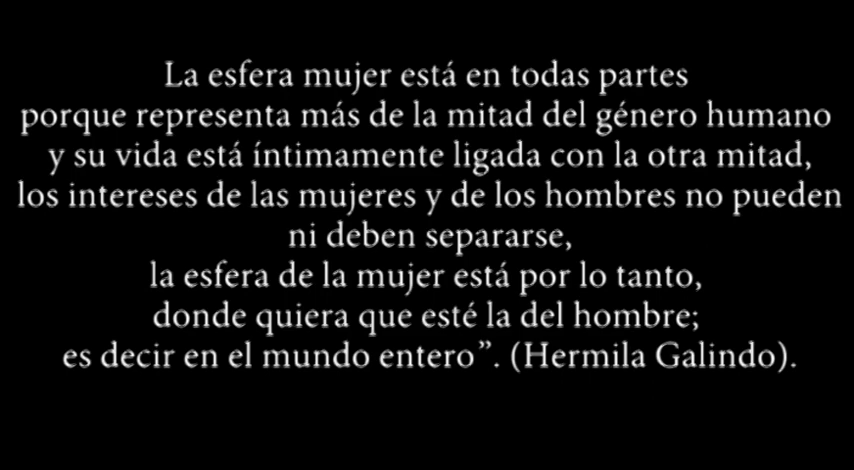 La esfera mujer está en todas partes
porque representa más de la mitad del género humano
y su vida está íntimamente ligada con la otra mitad,
los intereses de las mujeres y de los hombres no pueden
ni deben separarse,
la esfera de la mujer está por lo tanto,
donde quiera que esté la del hombre;
es decir en el mundo entero”. (Hermila Galindo).